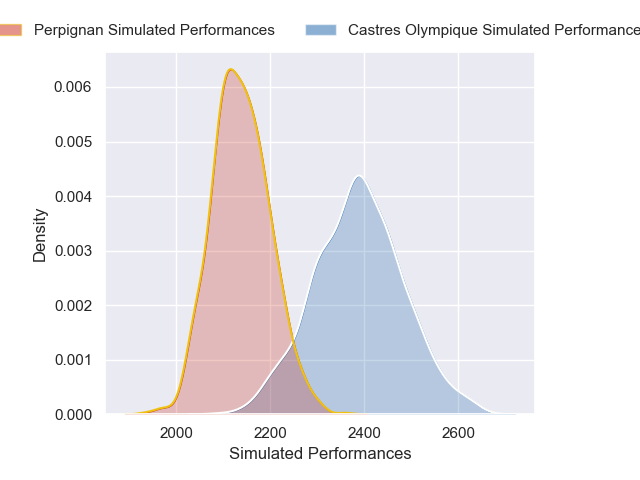 Perpignan Simulated Performances
Castres Olympique Simulated Performance
0.006
0.005
0.004
0.003
0.002
0.001
0.000
Density
2000 2200 2400 2600
Simulated Performances